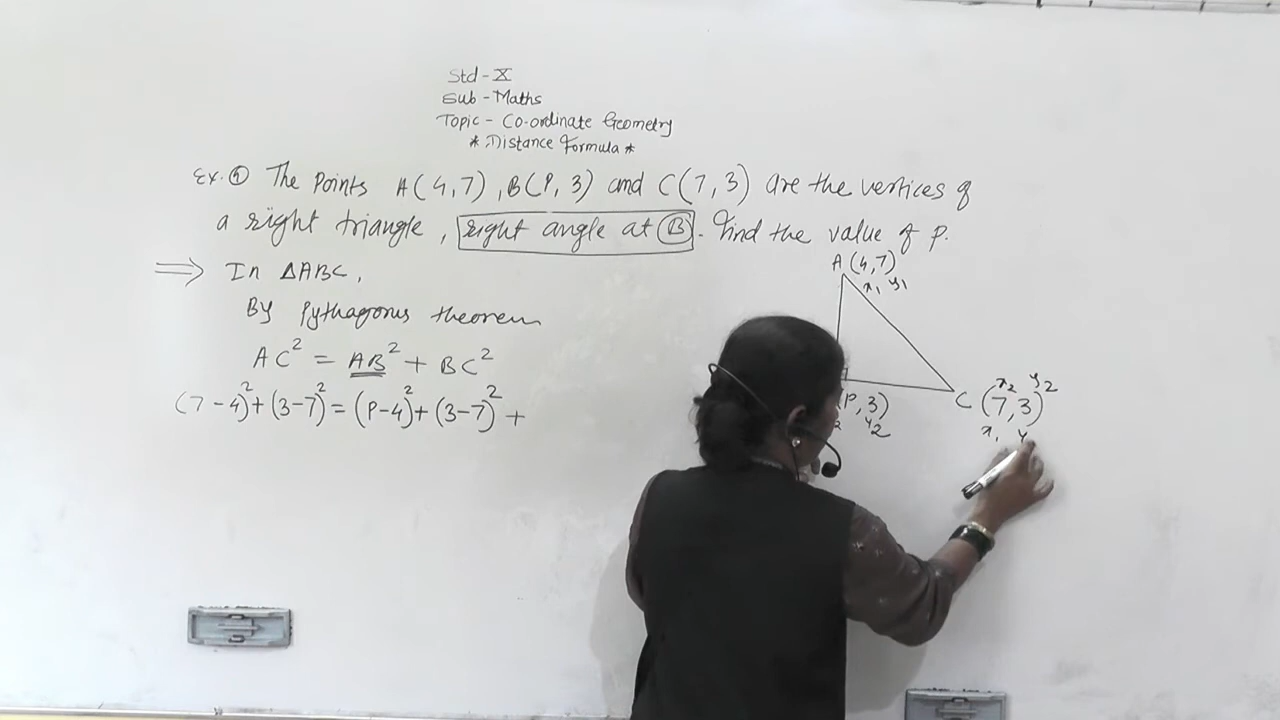 Std - X
Sub - Maths
Topic - Co-ordinate Geometry
* Distance Formula *
Ex. ④ The Points A(4,7), B(P, 3) and C(7,3) are the vertices of
a right triangle, right angle at B. Find the value of P.
⇒ In ΔABC,
By Pythagorus theorem
AC² = AB² + BC²
(7-4)² + (3-7)² = (P-4)² + (3-7)² +
A (4,7)
x₁ y₁
x₂ y₂
C (7,3)
x₁ y
(P, 3)
2 y₂